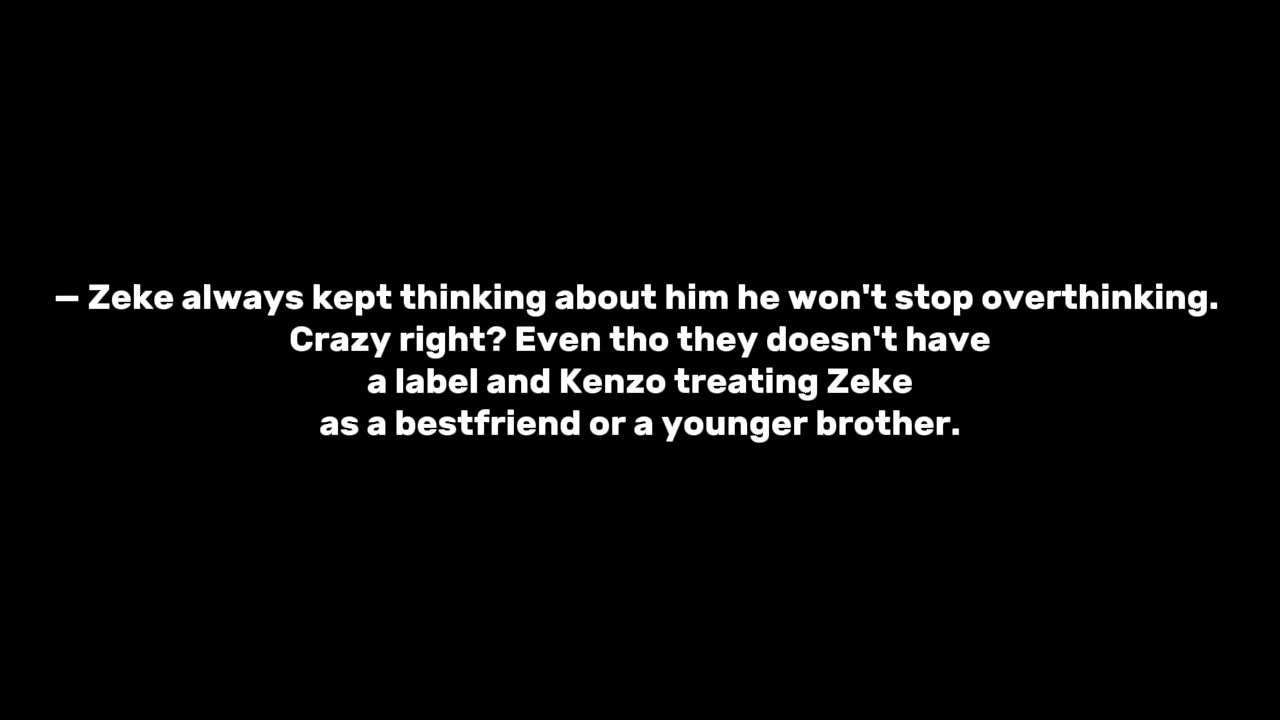 — Zeke always kept thinking about him he won't stop overthinking.
Crazy right? Even tho they doesn't have
a label and Kenzo treating Zeke
as a bestfriend or a younger brother.